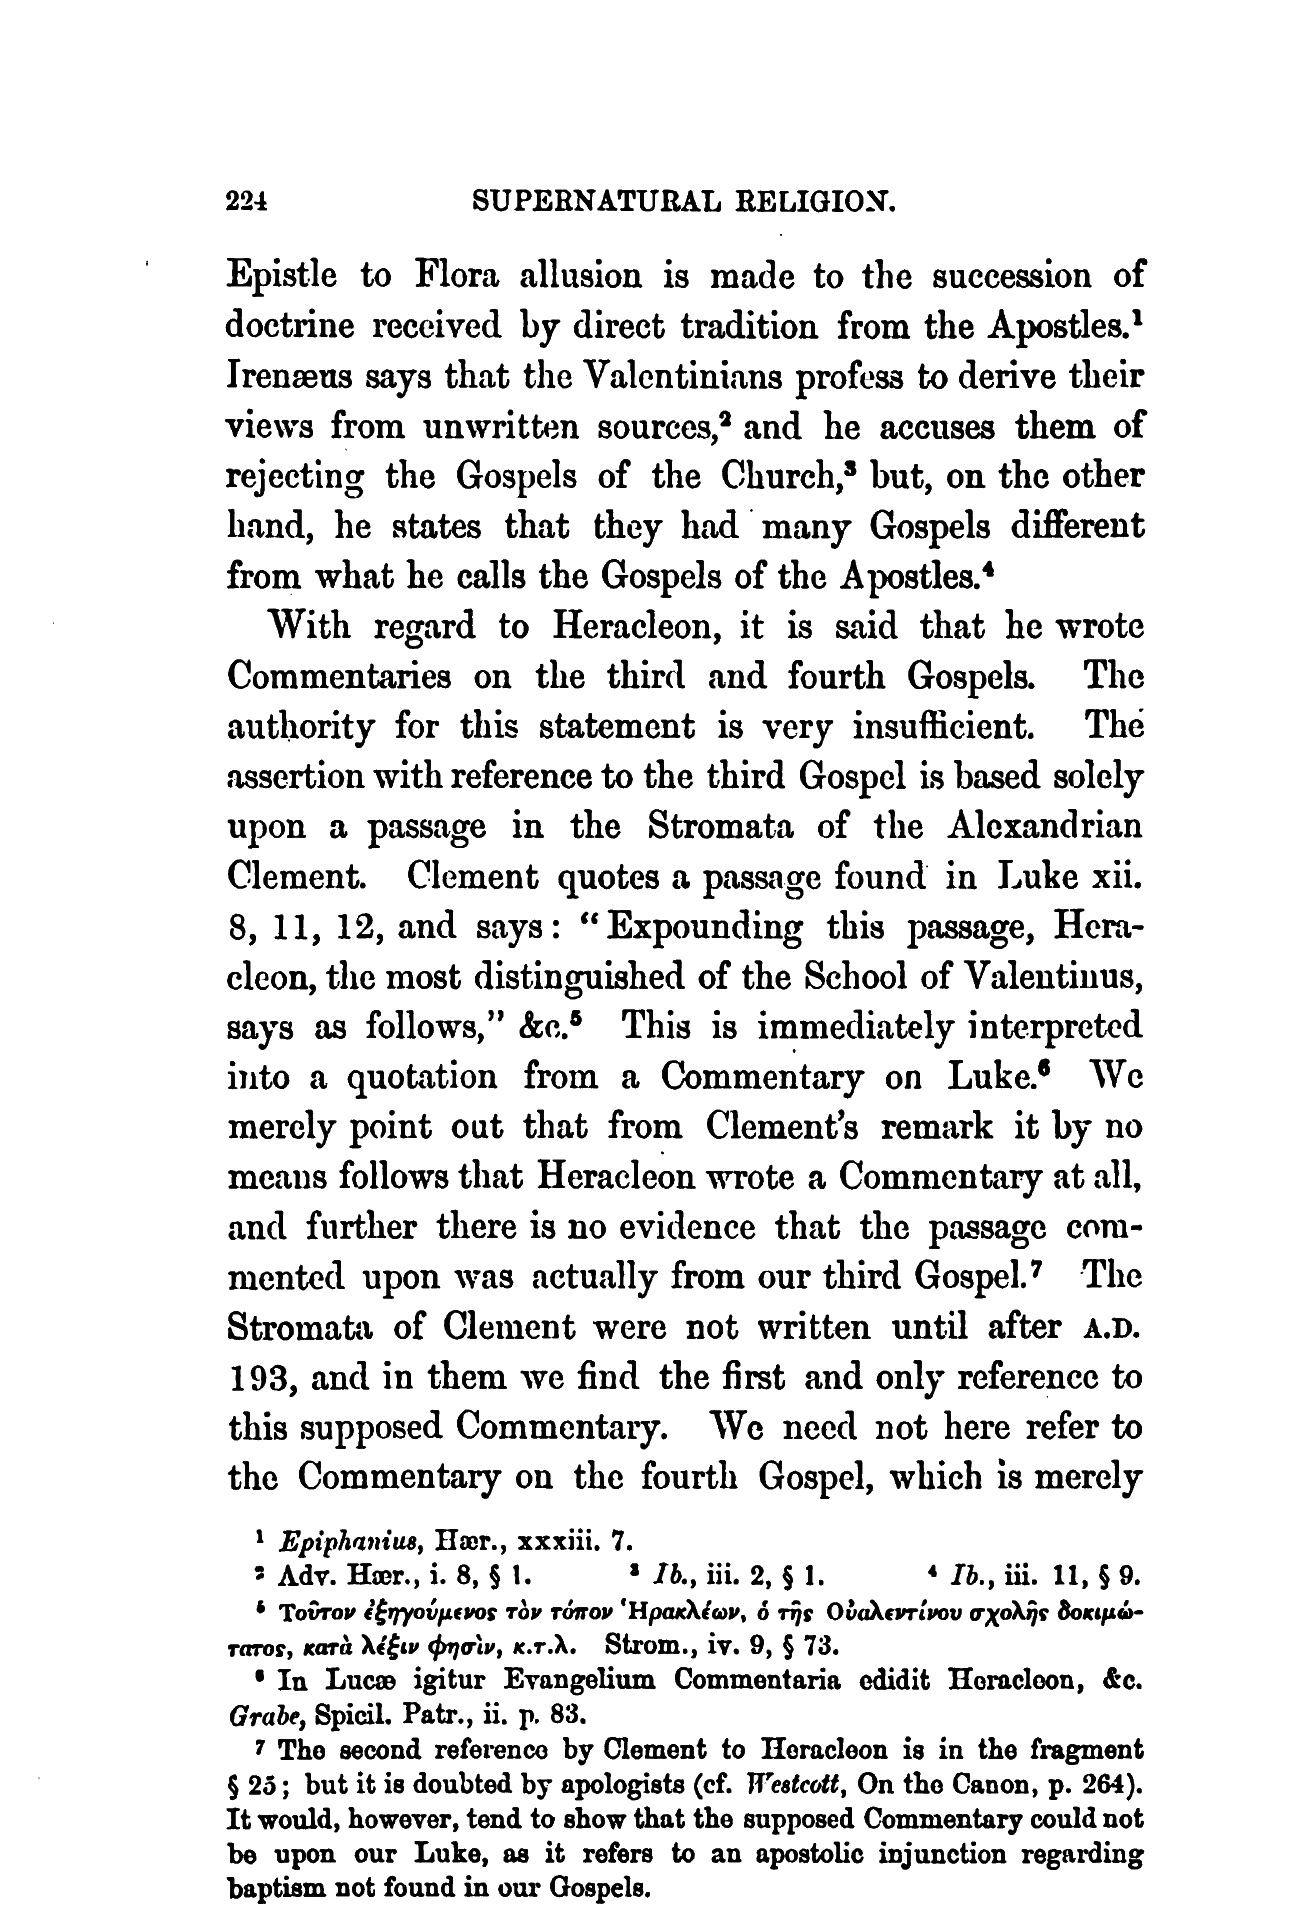 224 SUPERNATURAL RELIGION.
Epistle to Flora allusion is made to the succession of
doctrine received by direct tradition from the Apostles.¹
Irenæus says that the Valentinians profess to derive their
views from unwritten sources,² and he accuses them of
rejecting the Gospels of the Church,³ but, on the other
hand, he states that they had many Gospels different
from what he calls the Gospels of the Apostles.⁴
With regard to Heracleon, it is said that he wrote
Commentaries on the third and fourth Gospels. The
authority for this statement is very insufficient. The
assertion with reference to the third Gospel is based solely
upon a passage in the Stromata of the Alexandrian
Clement. Clement quotes a passage found in Luke xii.
8, 11, 12, and says: “Expounding this passage, Hera-
cleon, the most distinguished of the School of Valentinus,
says as follows,” &c.⁵ This is immediately interpreted
into a quotation from a Commentary on Luke.⁶ We
merely point out that from Clement’s remark it by no
means follows that Heracleon wrote a Commentary at all,
and further there is no evidence that the passage com-
mented upon was actually from our third Gospel.⁷ The
Stromata of Clement were not written until after A.D.
193, and in them we find the first and only reference to
this supposed Commentary. We need not here refer to
the Commentary on the fourth Gospel, which is merely
¹ Epiphanius, Hær., xxxiii. 7.
² Adv. Hær., i. 8, § 1. ³ Ib., iii. 2, § 1. ⁴ Ib., iii. 11, § 9.
⁵ Τοῦτον ἐξηγούμενος τὸν τόπον Ἡρακλέων, ὁ τῆς Οὐαλεντίνου σχολῆς δοκιμώ-
τατος, κατὰ λέξιν φησὶν, κ.τ.λ. Strom., iv. 9, § 73.
⁶ In Lucæ igitur Evangelium Commentaria edidit Heracleon, &c.
Grabe, Spicil. Patr., ii. p. 83.
⁷ The second reference by Clement to Heracleon is in the fragment
§ 25; but it is doubted by apologists (cf. Westcott, On the Canon, p. 264).
It would, however, tend to show that the supposed Commentary could not
be upon our Luke, as it refers to an apostolic injunction regarding
baptism not found in our Gospels.